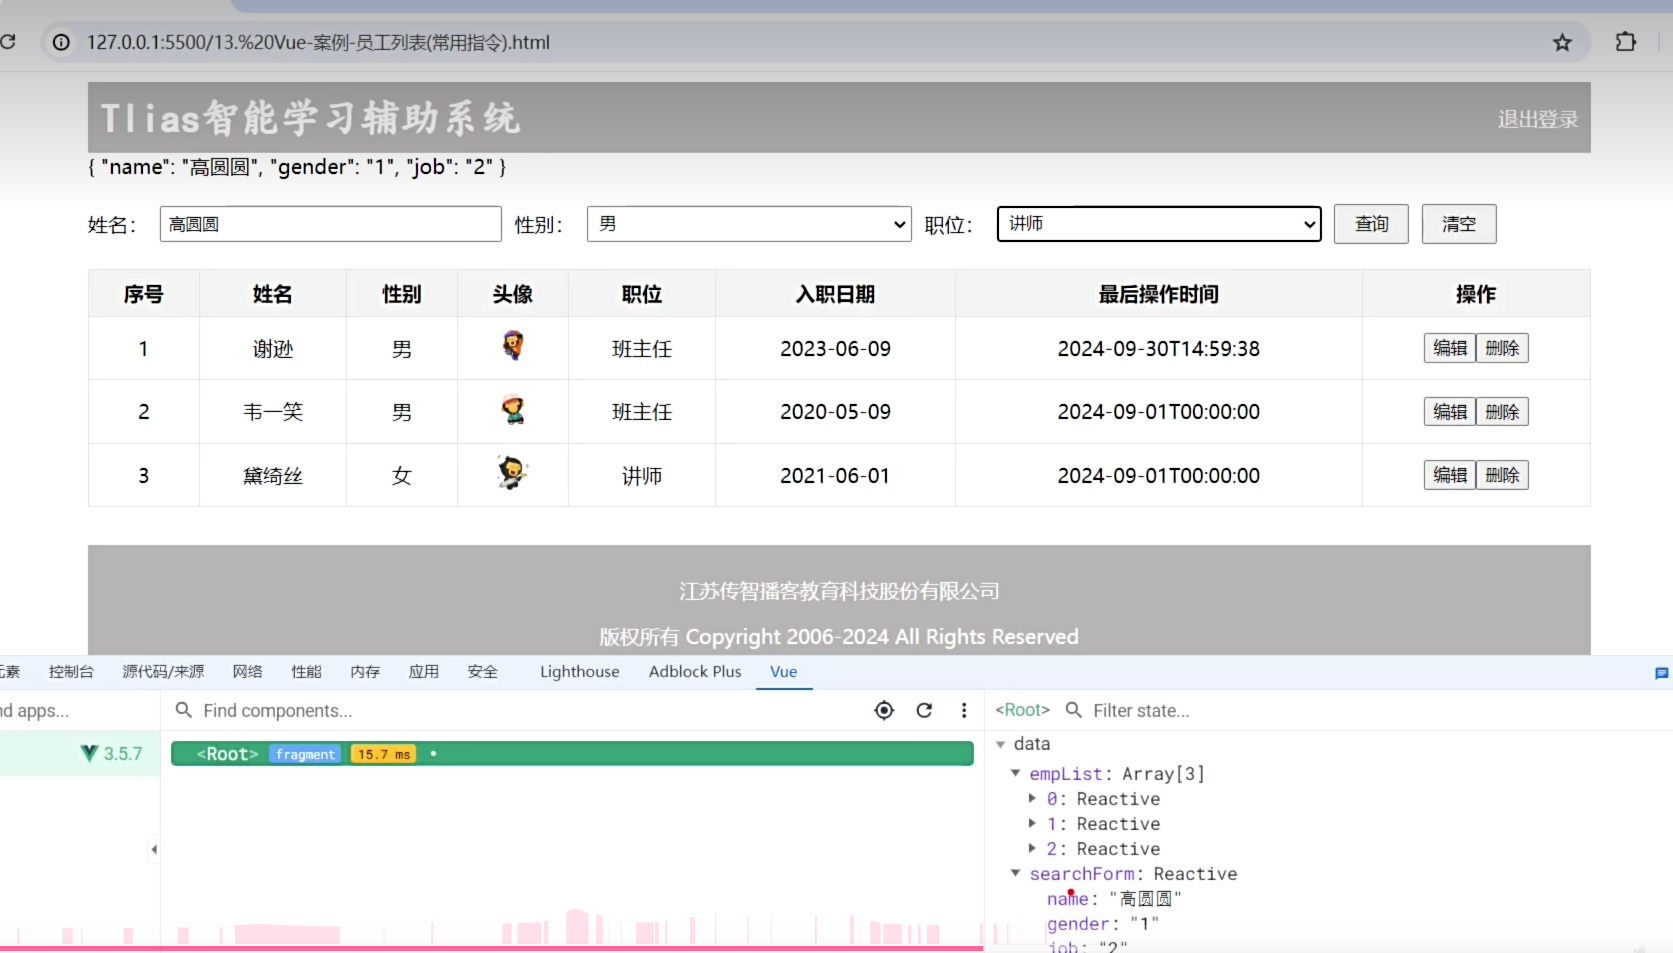 127.0.0.1:5500/13.%20Vue-案例-员工列表(常用指令).html
Tlias智能学习辅助系统 退出登录
{ "name": "高圆圆", "gender": "1", "job": "2" }
姓名： 高圆圆 性别： 男 职位： 讲师 查询 清空
序号 姓名 性别 头像 职位 入职日期 最后操作时间 操作
1 谢逊 男 班主任 2023-06-09 2024-09-30T14:59:38 编辑 删除
2 韦一笑 男 班主任 2020-05-09 2024-09-01T00:00:00 编辑 删除
3 黛绮丝 女 讲师 2021-06-01 2024-09-01T00:00:00 编辑 删除
江苏传智播客教育科技股份有限公司
版权所有 Copyright 2006-2024 All Rights Reserved
元素 控制台 源代码/来源 网络 性能 内存 应用 安全 Lighthouse Adblock Plus Vue
nd apps... Find components... <Root> Filter state...
3.5.7 <Root> fragment 15.7 ms
data
empList: Array[3]
0: Reactive
1: Reactive
2: Reactive
searchForm: Reactive
name: "高圆圆"
gender: "1"
job: "2"